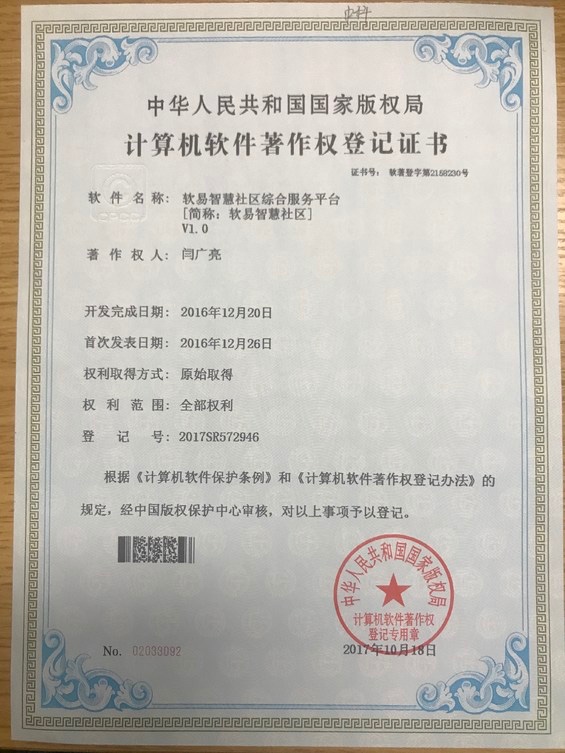 中华人民共和国国家版权局
计算机软件著作权登记证书
证书号： 软著登字第2158230号
软件名称： 软易智慧社区综合服务平台
[简称：软易智慧社区]
V1.0
著作权人： 闫广亮
开发完成日期： 2016年12月20日
首次发表日期： 2016年12月26日
权利取得方式： 原始取得
权利范围： 全部权利
登记号： 2017SR572946
根据《计算机软件保护条例》和《计算机软件著作权登记办法》的
规定，经中国版权保护中心审核，对以上事项予以登记。
中华人民共和国国家版权局
计算机软件著作权
登记专用章
No. 02033092
2017年10月18日